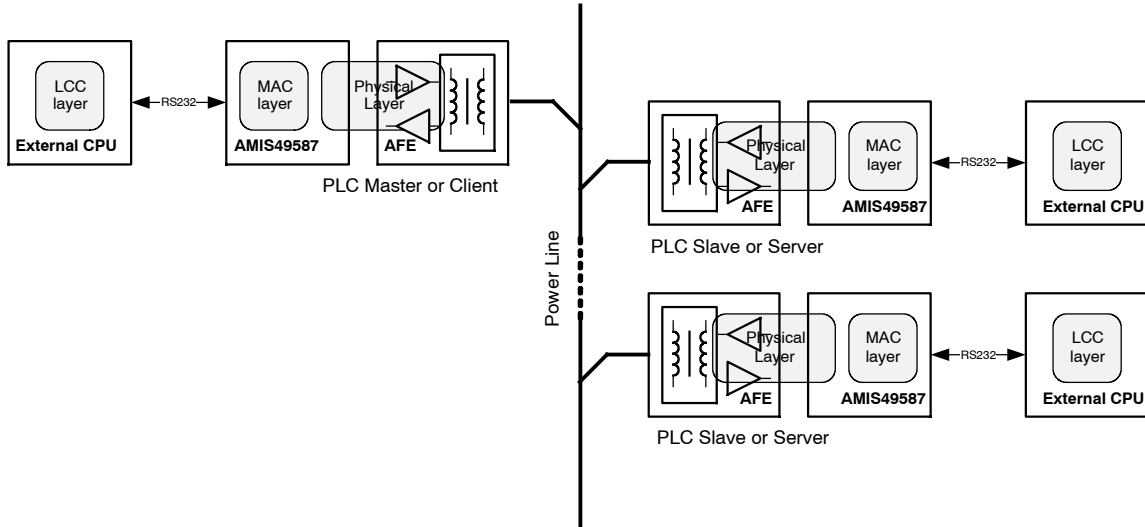 LCC
layer
External CPU
RS232
MAC
layer
AMIS49587
Physical
Layer
AFE
PLC Master or Client
Power Line
Physical
Layer
AFE
MAC
layer
AMIS49587
RS232
LCC
layer
External CPU
PLC Slave or Server
Physical
Layer
AFE
MAC
layer
AMIS49587
RS232
LCC
layer
External CPU
PLC Slave or Server